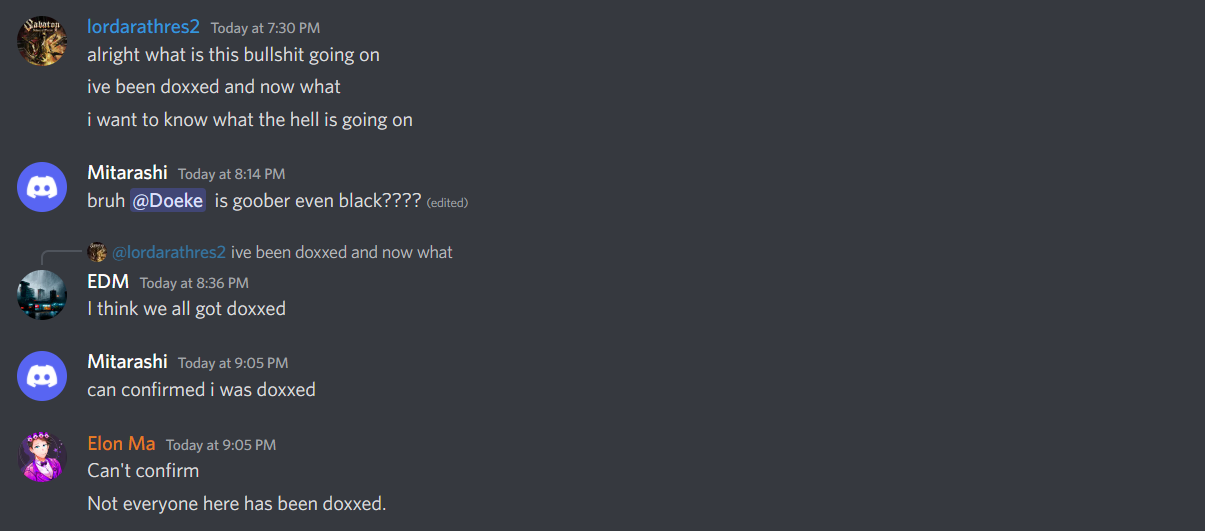 lordarathres2 Today at 7:30 PM
alright what is this bullshit going on
ive been doxxed and now what
i want to know what the hell is going on
Mitarashi Today at 8:14 PM
bruh @Doeke is goober even black???? (edited)
@lordarathres2 ive been doxxed and now what
EDM Today at 8:36 PM
I think we all got doxxed
Mitarashi Today at 9:05 PM
can confirmed i was doxxed
Elon Ma Today at 9:05 PM
Can't confirm
Not everyone here has been doxxed.